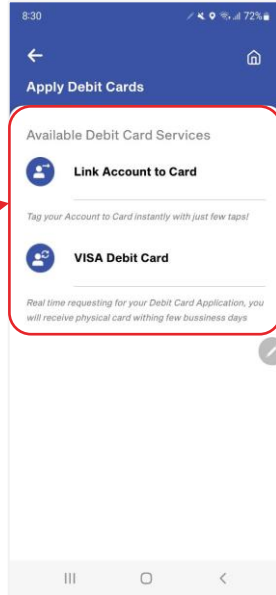 8:30
72%
Apply Debit Cards
Available Debit Card Services
Link Account to Card
Tag your Account to Card instantly with just few taps!
VISA Debit Card
Real time requesting for your Debit Card Application, you
will receive physical card withing few bussiness days